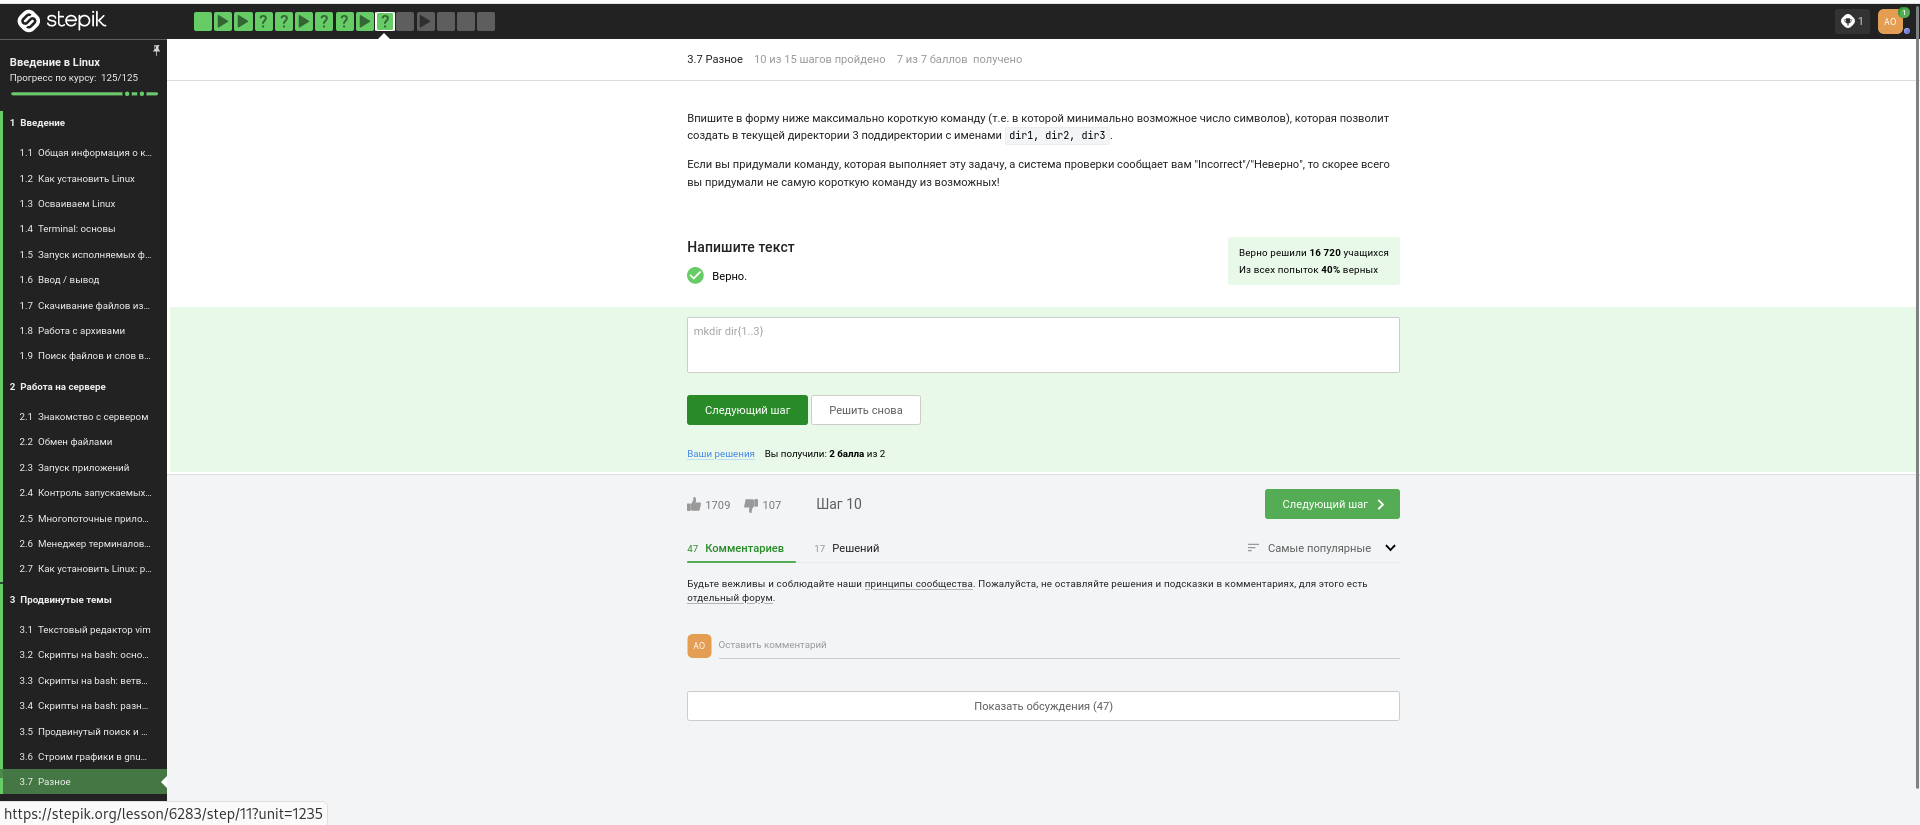 stepik
1
АО
1
Введение в Linux
Прогресс по курсу: 125/125
1 Введение
1.1 Общая информация о к...
1.2 Как установить Linux
1.3 Осваиваем Linux
1.4 Terminal: основы
1.5 Запуск исполняемых ф...
1.6 Ввод / вывод
1.7 Скачивание файлов из...
1.8 Работа с архивами
1.9 Поиск файлов и слов в...
2 Работа на сервере
2.1 Знакомство с сервером
2.2 Обмен файлами
2.3 Запуск приложений
2.4 Контроль запускаемых...
2.5 Многопоточные прило...
2.6 Менеджер терминалов...
2.7 Как установить Linux: р...
3 Продвинутые темы
3.1 Текстовый редактор vim
3.2 Скрипты на bash: осно...
3.3 Скрипты на bash: ветв...
3.4 Скрипты на bash: разн...
3.5 Продвинутый поиск и ...
3.6 Строим графики в gnu...
3.7 Разное
3.7 Разное 10 из 15 шагов пройдено 7 из 7 баллов получено
Впишите в форму ниже максимально короткую команду (т.е. в которой минимально возможное число символов), которая позволит
создать в текущей директории 3 поддиректории с именами dir1, dir2, dir3 .
Если вы придумали команду, которая выполняет эту задачу, а система проверки сообщает вам "Incorrect"/"Неверно", то скорее всего
вы придумали не самую короткую команду из возможных!
Напишите текст
Верно.
Верно решили 16 720 учащихся
Из всех попыток 40% верных
mkdir dir{1..3}
Следующий шаг
Решить снова
Ваши решения Вы получили: 2 балла из 2
1709 107 Шаг 10
Следующий шаг
47 Комментариев 17 Решений
Самые популярные
Будьте вежливы и соблюдайте наши принципы сообщества. Пожалуйста, не оставляйте решения и подсказки в комментариях, для этого есть
отдельный форум.
АО Оставить комментарий
Показать обсуждения (47)
https://stepik.org/lesson/6283/step/11?unit=1235